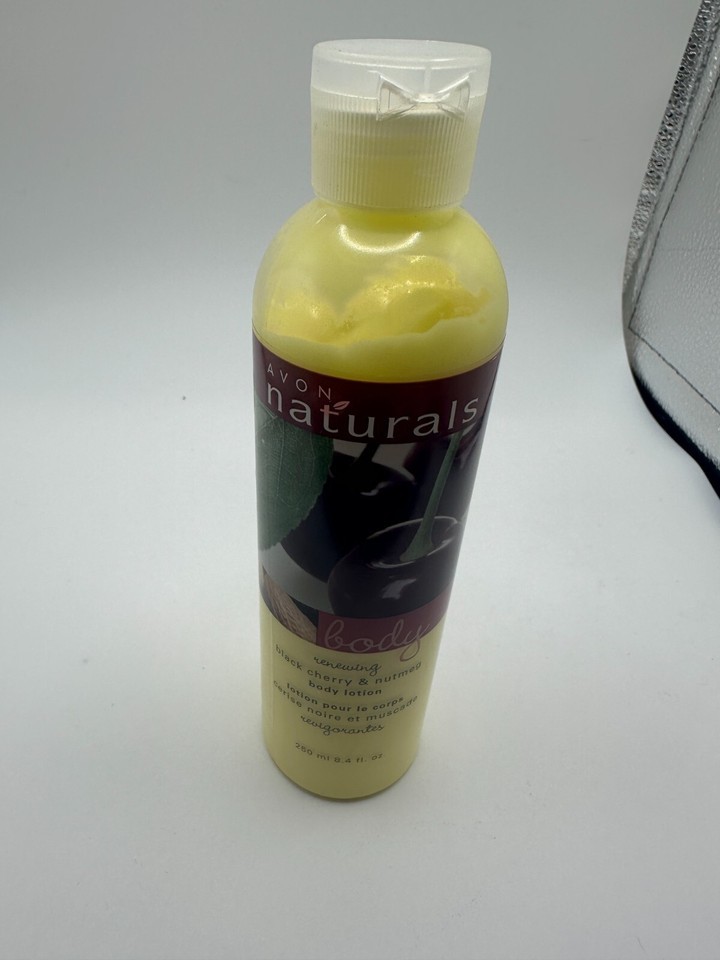 AVON
naturals
body
renewing
black cherry & nutmeg
body lotion
lotion pour le corps
cerise noire et muscade
revigorantes
250 ml 8.4 fl. oz